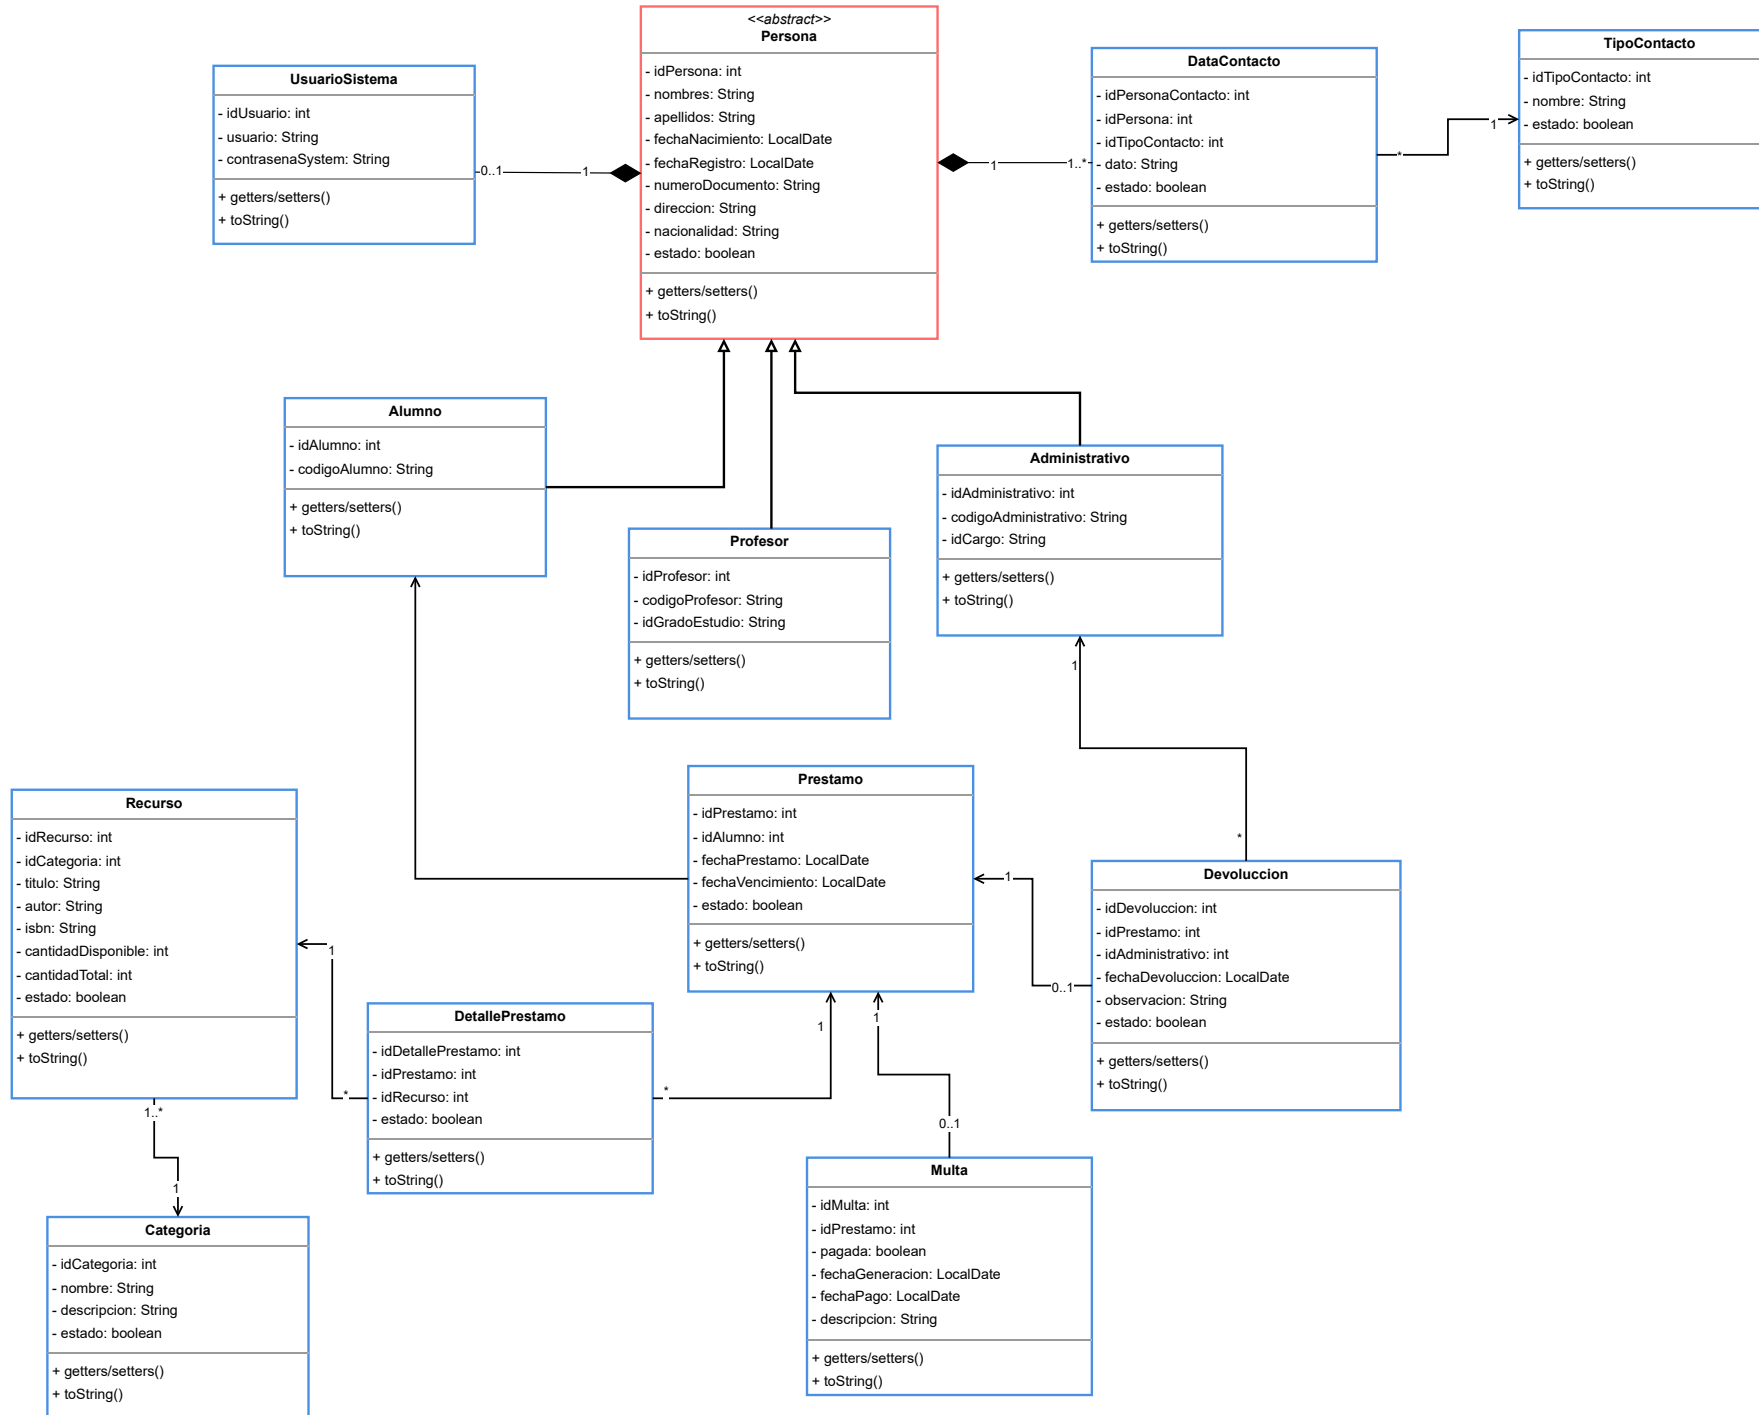 <<abstract>>
Persona
- idPersona: int
- nombres: String
- apellidos: String
- fechaNacimiento: LocalDate
- fechaRegistro: LocalDate
- numeroDocumento: String
- direccion: String
- nacionalidad: String
- estado: boolean
+ getters/setters()
+ toString()
UsuarioSistema
- idUsuario: int
- usuario: String
- contrasenaSystem: String
+ getters/setters()
+ toString()
0..1
1
DataContacto
- idPersonaContacto: int
- idPersona: int
- idTipoContacto: int
- dato: String
- estado: boolean
+ getters/setters()
+ toString()
1
1..*
TipoContacto
- idTipoContacto: int
- nombre: String
- estado: boolean
+ getters/setters()
+ toString()
*
1
Alumno
- idAlumno: int
- codigoAlumno: String
+ getters/setters()
+ toString()
Profesor
- idProfesor: int
- codigoProfesor: String
- idGradoEstudio: String
+ getters/setters()
+ toString()
Administrativo
- idAdministrativo: int
- codigoAdministrativo: String
- idCargo: String
+ getters/setters()
+ toString()
1
*
Recurso
- idRecurso: int
- idCategoria: int
- titulo: String
- autor: String
- isbn: String
- cantidadDisponible: int
- cantidadTotal: int
- estado: boolean
+ getters/setters()
+ toString()
1
*
Prestamo
- idPrestamo: int
- idAlumno: int
- fechaPrestamo: LocalDate
- fechaVencimiento: LocalDate
- estado: boolean
+ getters/setters()
+ toString()
1
0..1
Devoluccion
- idDevoluccion: int
- idPrestamo: int
- idAdministrativo: int
- fechaDevoluccion: LocalDate
- observacion: String
- estado: boolean
+ getters/setters()
+ toString()
DetallePrestamo
- idDetallePrestamo: int
- idPrestamo: int
- idRecurso: int
- estado: boolean
+ getters/setters()
+ toString()
*
1
1
0..1
1..*
1
Categoria
- idCategoria: int
- nombre: String
- descripcion: String
- estado: boolean
+ getters/setters()
+ toString()
Multa
- idMulta: int
- idPrestamo: int
- pagada: boolean
- fechaGeneracion: LocalDate
- fechaPago: LocalDate
- descripcion: String
+ getters/setters()
+ toString()